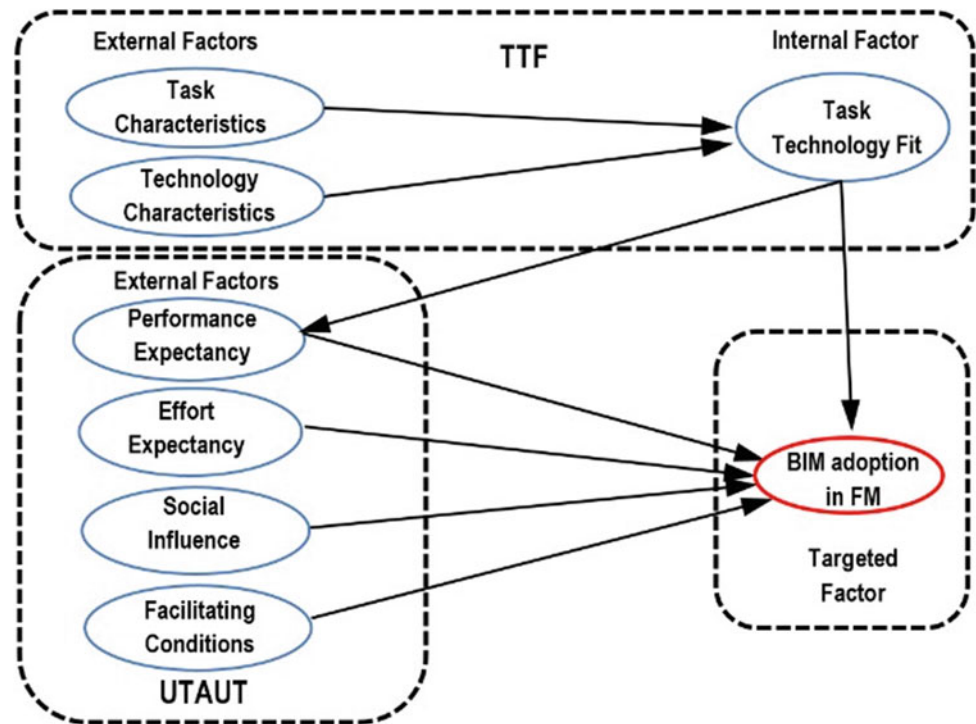 External Factors
TTF
Internal Factor
Task
Characteristics
Task
Technology Fit
Technology
Characteristics
External Factors
Performance
Expectancy
Effort
Expectancy
BIM adoption
in FM
Social
Influence
Targeted
Factor
Facilitating
Conditions
UTAUT